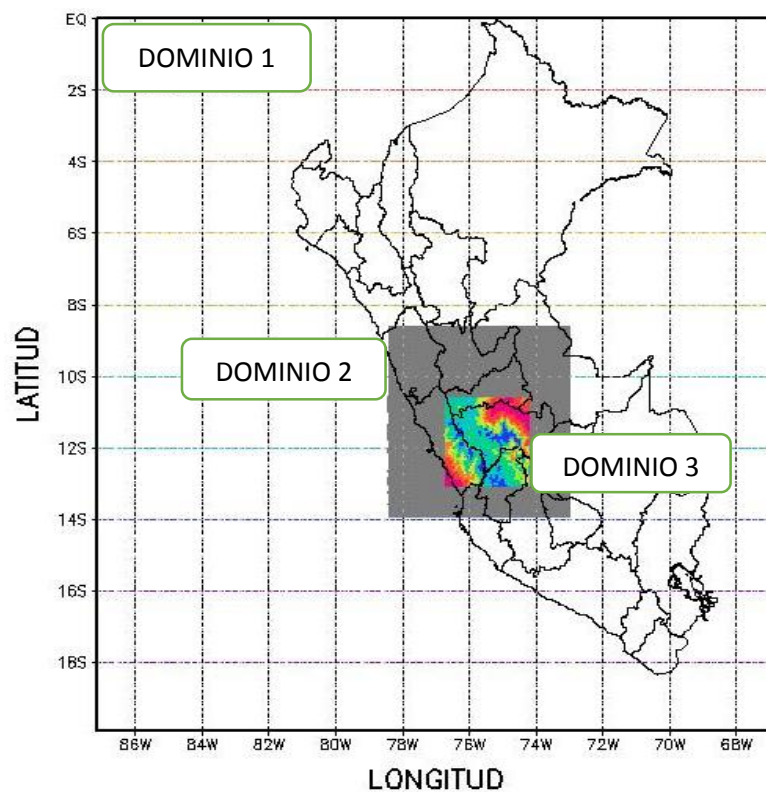 EQ
DOMINIO 1
2S
4S
6S
8S
DOMINIO 2
10S
12S
DOMINIO 3
14S
16S
18S
LATITUD
86W 84W 82W 80W 78W 76W 74W 72W 70W 68W
LONGITUD